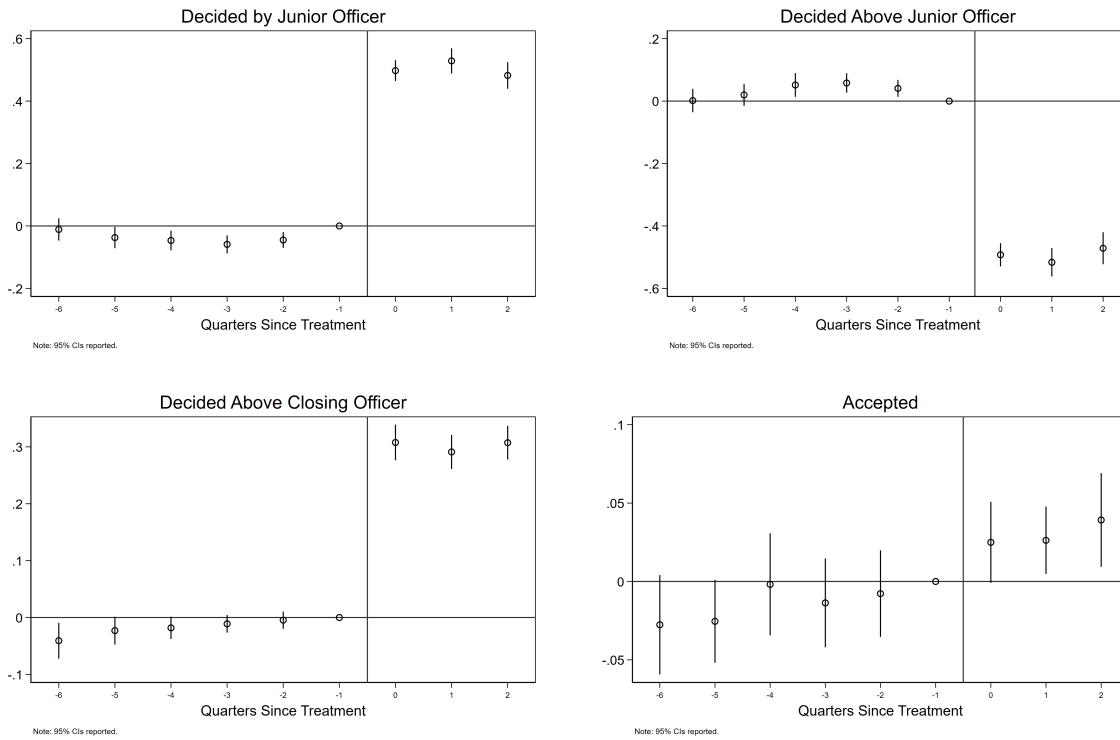 Decided by Junior Officer
.6
.4
.2
0
-.2
-6 -5 -4 -3 -2 -1 0 1 2
Quarters Since Treatment
Note: 95% CIs reported.
Decided Above Junior Officer
.2
0
-.2
-.4
-.6
-6 -5 -4 -3 -2 -1 0 1 2
Quarters Since Treatment
Note: 95% CIs reported.
Decided Above Closing Officer
.3
.2
.1
0
-.1
-6 -5 -4 -3 -2 -1 0 1 2
Quarters Since Treatment
Note: 95% CIs reported.
Accepted
.1
.05
0
-.05
-6 -5 -4 -3 -2 -1 0 1 2
Quarters Since Treatment
Note: 95% CIs reported.